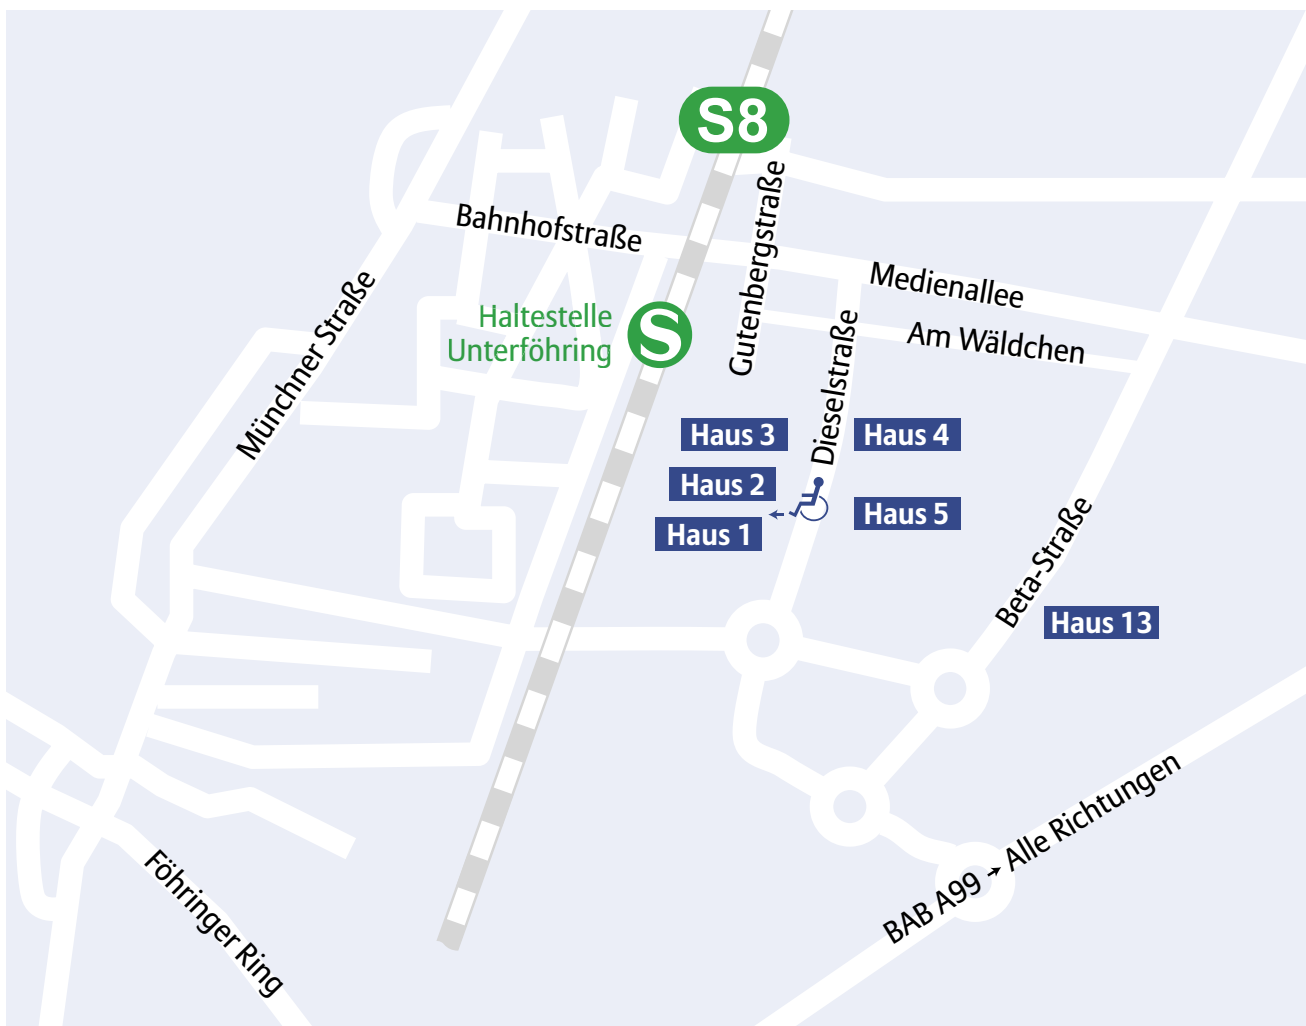 S8
Bahnhofstraße
Gutenbergstraße
Medienallee
Haltestelle
Unterföhring
S
Münchner Straße
Dieselstraße
Am Wäldchen
Haus 3
Haus 4
Haus 2
Haus 5
Haus 1
Beta-Straße
Haus 13
BAB A99 → Alle Richtungen
Föhringer Ring